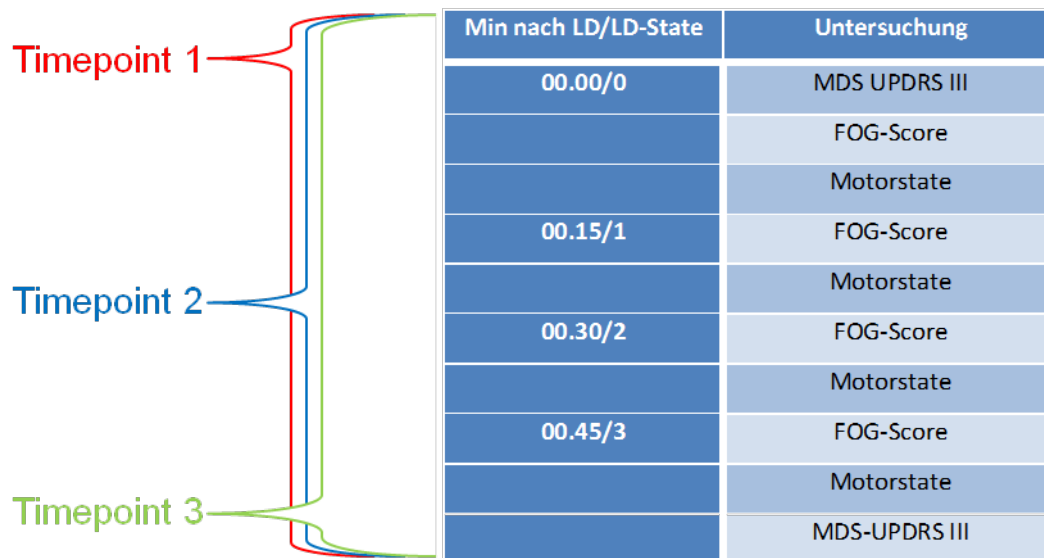 Timepoint 1
Timepoint 2
Timepoint 3
Min nach LD/LD-State Untersuchung
00.00/0 MDS UPDRS III
FOG-Score
Motorstate
00.15/1 FOG-Score
Motorstate
00.30/2 FOG-Score
Motorstate
00.45/3 FOG-Score
Motorstate
MDS-UPDRS III